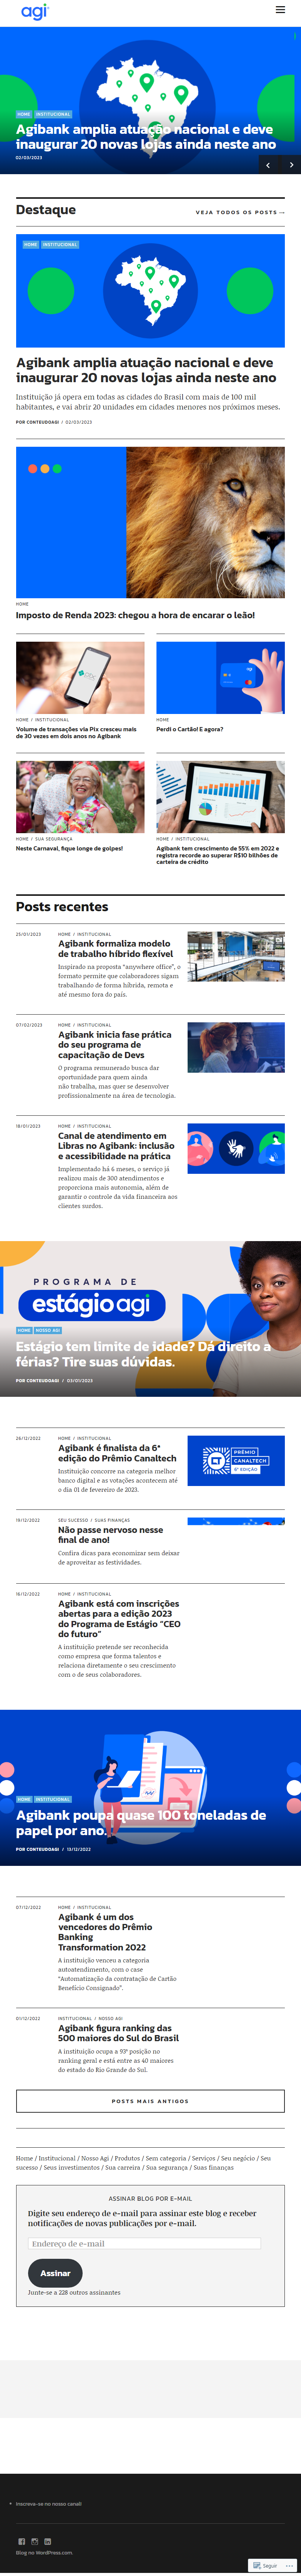 agi
HOME INSTITUCIONAL
Agibank amplia atuação nacional e deve
inaugurar 20 novas lojas ainda neste ano
02/03/2023
Destaque
VEJA TODOS OS POSTS →
HOME INSTITUCIONAL
Agibank amplia atuação nacional e deve
inaugurar 20 novas lojas ainda neste ano
Instituição já opera em todas as cidades do Brasil com mais de 100 mil
habitantes, e vai abrir 20 unidades em cidades menores nos próximos meses.
POR CONTEUDOAGI / 02/03/2023
HOME
Imposto de Renda 2023: chegou a hora de encarar o leão!
HOME / INSTITUCIONAL
Volume de transações via Pix cresceu mais
de 30 vezes em dois anos no Agibank
HOME
Perdi o Cartão! E agora?
HOME / SUA SEGURANÇA
Neste Carnaval, fique longe de golpes!
HOME / INSTITUCIONAL
Agibank tem crescimento de 55% em 2022 e
registra recorde ao superar R$10 bilhões de
carteira de crédito
Posts recentes
25/01/2023
HOME / INSTITUCIONAL
Agibank formaliza modelo
de trabalho híbrido flexível
Inspirado na proposta “anywhere office”, o
formato permite que colaboradores sigam
trabalhando de forma híbrida, remota e
até mesmo fora do país.
07/02/2023
HOME / INSTITUCIONAL
Agibank inicia fase prática
do seu programa de
capacitação de Devs
O programa remunerado busca dar
oportunidade para quem ainda
não trabalha, mas quer se desenvolver
profissionalmente na área de tecnologia.
18/01/2023
HOME / INSTITUCIONAL
Canal de atendimento em
Libras no Agibank: inclusão
e acessibilidade na prática
Implementado há 6 meses, o serviço já
realizou mais de 300 atendimentos e
proporciona mais autonomia, além de
garantir o controle da vida financeira aos
clientes surdos.
PROGRAMA DE
estágio agi
HOME NOSSO AGI
Estágio tem limite de idade? Dá direito a
férias? Tire suas dúvidas.
POR CONTEUDOAGI / 03/01/2023
26/12/2022
HOME / INSTITUCIONAL
Agibank é finalista da 6ª
edição do Prêmio Canaltech
Instituição concorre na categoria melhor
banco digital e as votações acontecem até
o dia 01 de fevereiro de 2023.
PRÊMIO
CANALTECH
6ª EDIÇÃO
19/12/2022
SEU SUCESSO / SUAS FINANÇAS
Não passe nervoso nesse
final de ano!
Confira dicas para economizar sem deixar
de aproveitar as festividades.
16/12/2022
HOME / INSTITUCIONAL
Agibank está com inscrições
abertas para a edição 2023
do Programa de Estágio “CEO
do futuro”
A instituição pretende ser reconhecida
como empresa que forma talentos e
relaciona diretamente o seu crescimento
com o de seus colaboradores.
HOME INSTITUCIONAL
Agibank poupa quase 100 toneladas de
papel por ano.
POR CONTEUDOAGI / 13/12/2022
07/12/2022
HOME / INSTITUCIONAL
Agibank é um dos
vencedores do Prêmio
Banking
Transformation 2022
A instituição venceu a categoria
autoatendimento, com o case
“Automatização da contratação de Cartão
Benefício Consignado”.
01/12/2022
INSTITUCIONAL / NOSSO AGI
Agibank figura ranking das
500 maiores do Sul do Brasil
A instituição ocupa a 93ª posição no
ranking geral e está entre as 40 maiores
do estado do Rio Grande do Sul.
POSTS MAIS ANTIGOS
Home / Institucional / Nosso Agi / Produtos / Sem categoria / Serviços / Seu negócio / Seu
sucesso / Seus investimentos / Sua carreira / Sua segurança / Suas finanças
ASSINAR BLOG POR E-MAIL
Digite seu endereço de e-mail para assinar este blog e receber
notificações de novas publicações por e-mail.
Endereço de e-mail
Assinar
Junte-se a 228 outros assinantes
Inscreva-se no nosso canal!
Blog no WordPress.com.
Seguir